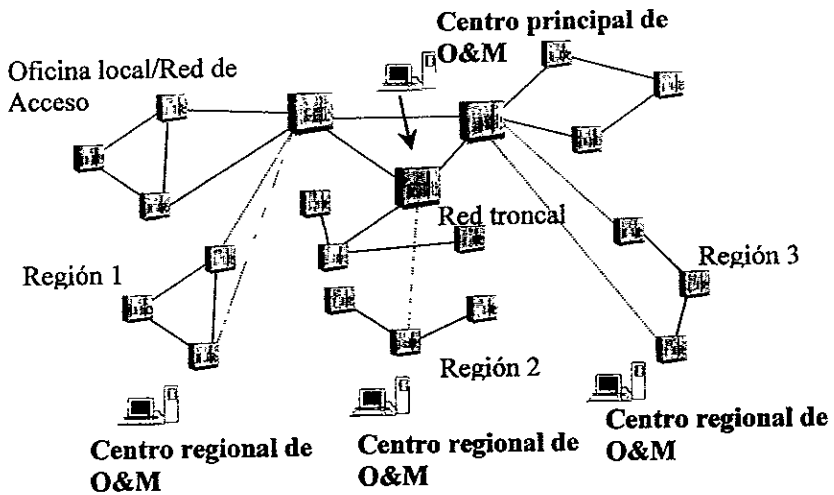 Centro principal de
O&M
Oficina local/Red de
Acceso
Red troncal
Región 1
Región 3
Región 2
Centro regional de
O&M
Centro regional de
O&M
Centro regional de
O&M